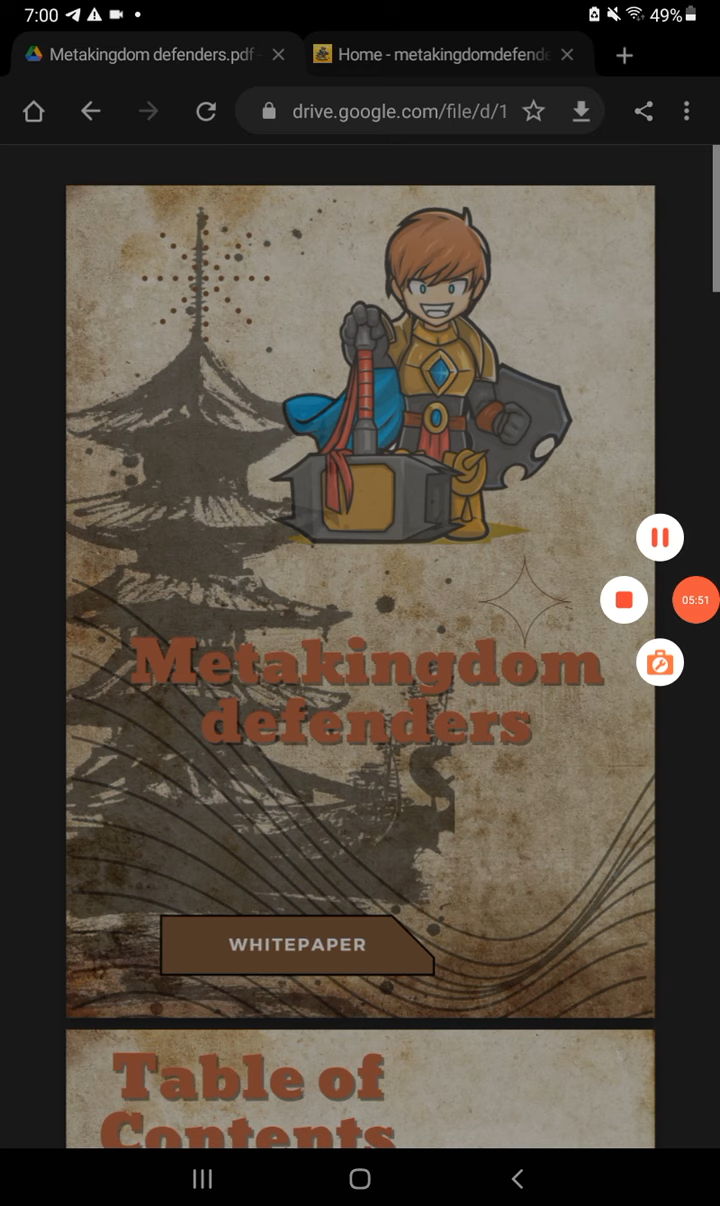 7:00
49%
Metakingdom defenders.pdf -
Home - metakingdomdefende
drive.google.com/file/d/1
05:51
Metakingdom
defenders
WHITEPAPER
Table of
Contents